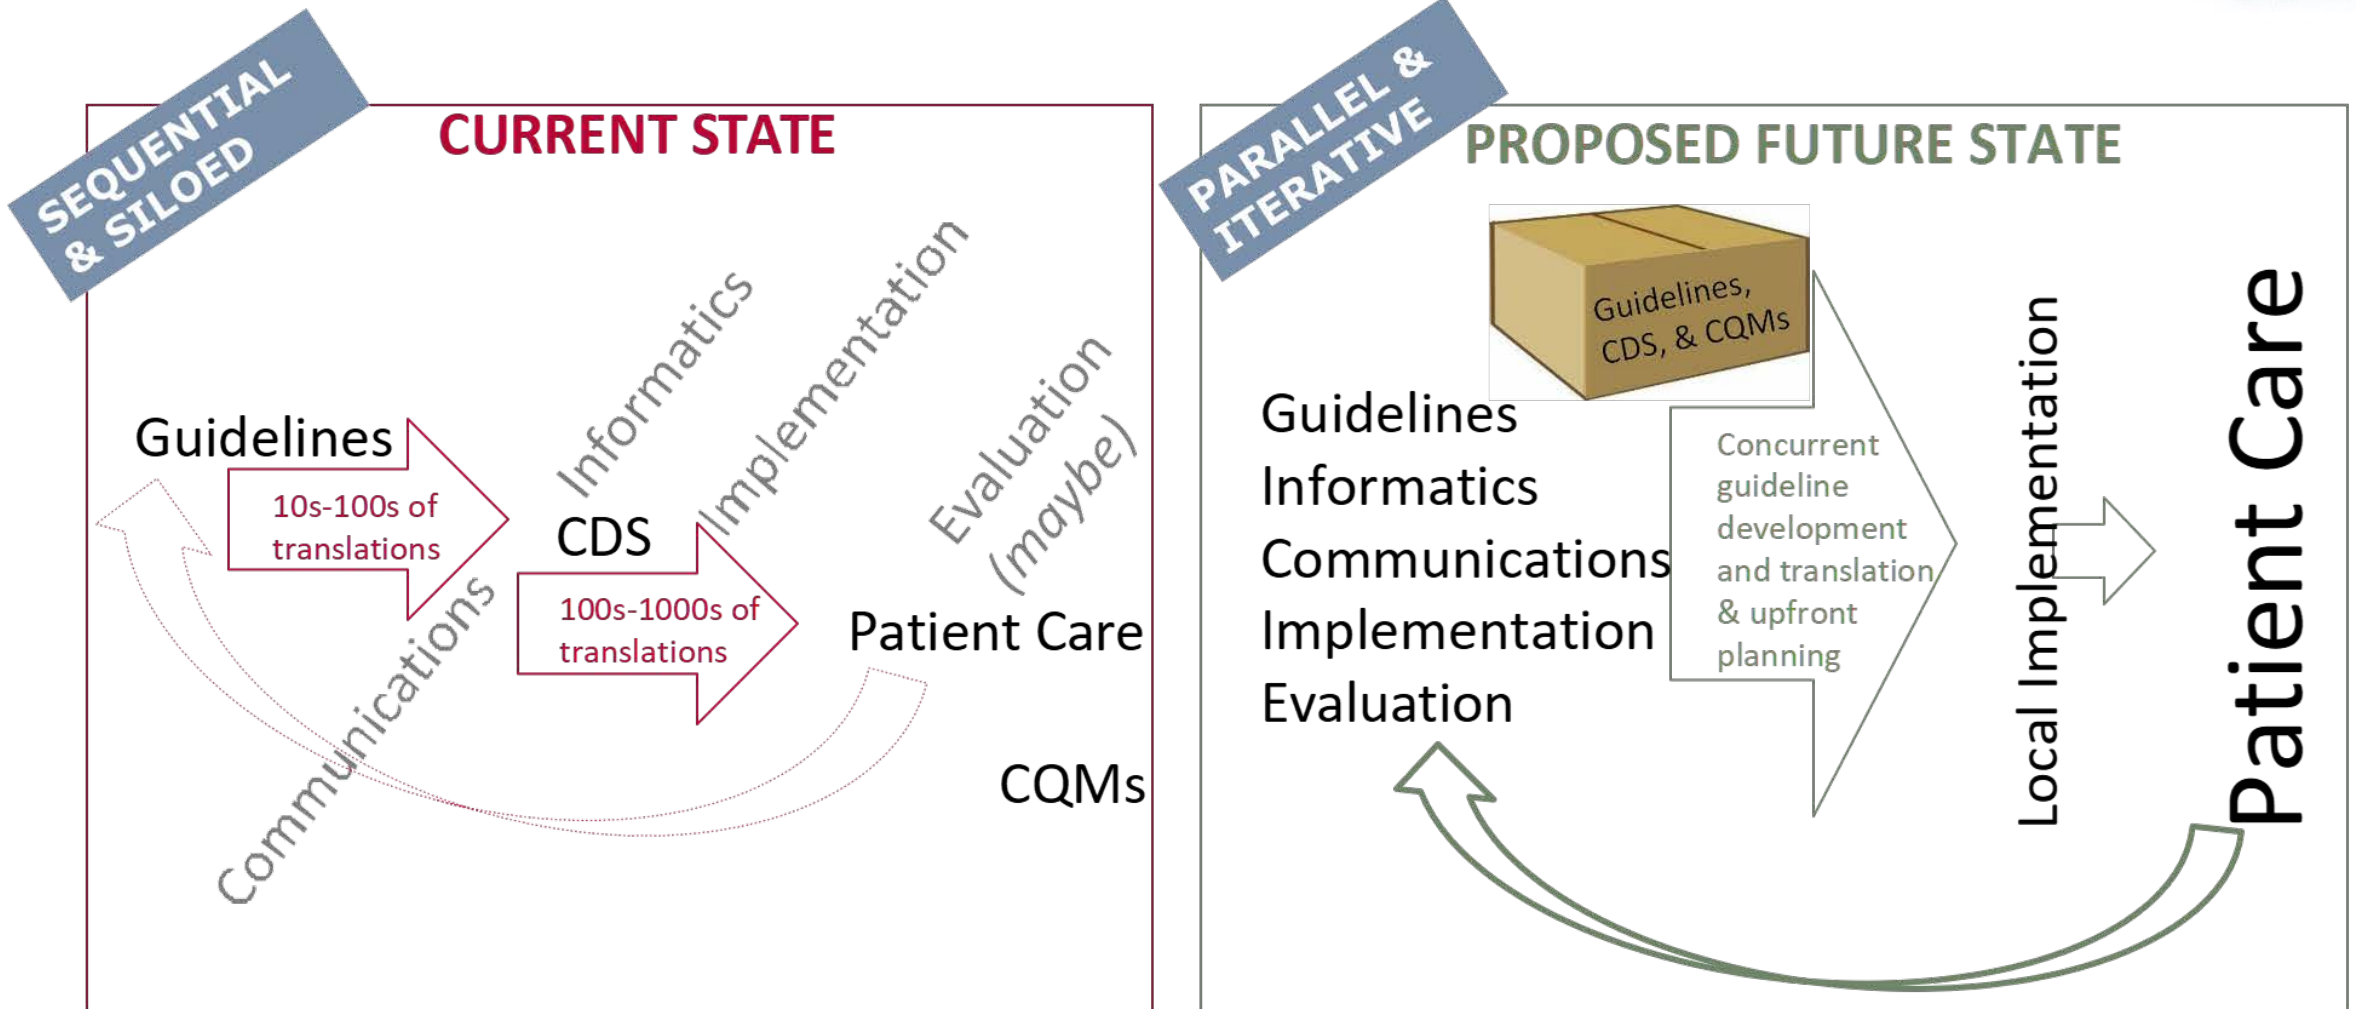 SEQUENTIAL
& SILOED
CURRENT STATE
Guidelines
10s-100s of
translations
Communications
Informatics
CDS
Implementation
100s-1000s of
translations
Evaluation
(maybe)
Patient Care
CQMs
PARALLEL &
ITERATIVE
PROPOSED FUTURE STATE
Guidelines,
CDS, & CQMs
Guidelines
Informatics
Communications
Implementation
Evaluation
Concurrent
guideline
development
and translation
& upfront
planning
Local Implementation
Patient Care